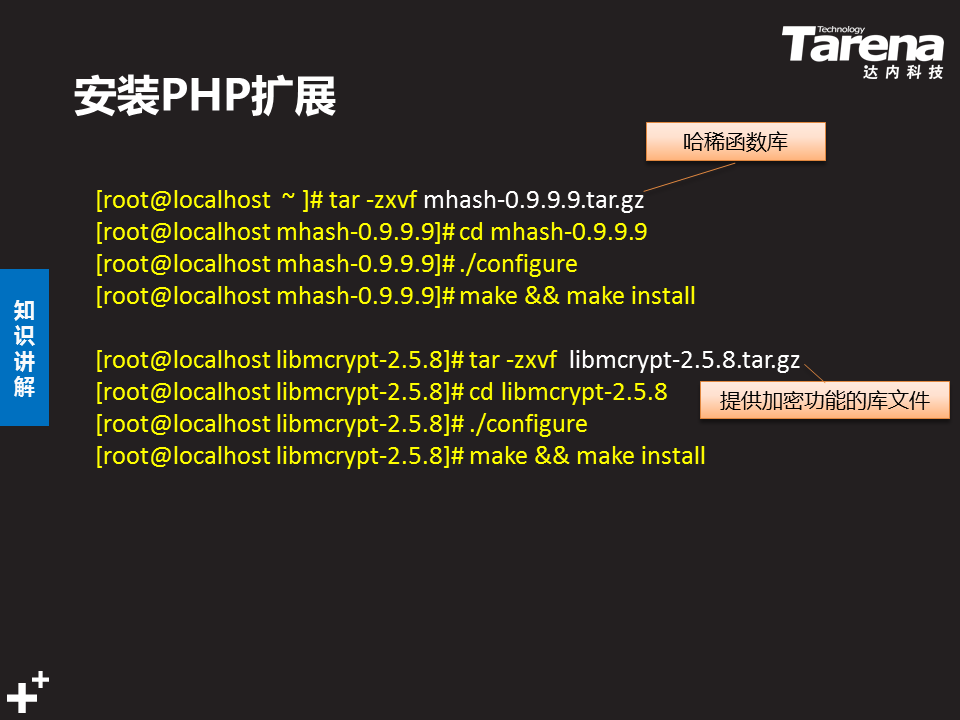 Technology
Tarena
达内科技
安装PHP扩展
哈稀函数库
[root@localhost ~ ]# tar -zxvf mhash-0.9.9.9.tar.gz
[root@localhost mhash-0.9.9.9]# cd mhash-0.9.9.9
[root@localhost mhash-0.9.9.9]# ./configure
[root@localhost mhash-0.9.9.9]# make && make install
知识讲解
[root@localhost libmcrypt-2.5.8]# tar -zxvf libmcrypt-2.5.8.tar.gz
[root@localhost libmcrypt-2.5.8]# cd libmcrypt-2.5.8
提供加密功能的库文件
[root@localhost libmcrypt-2.5.8]# ./configure
[root@localhost libmcrypt-2.5.8]# make && make install